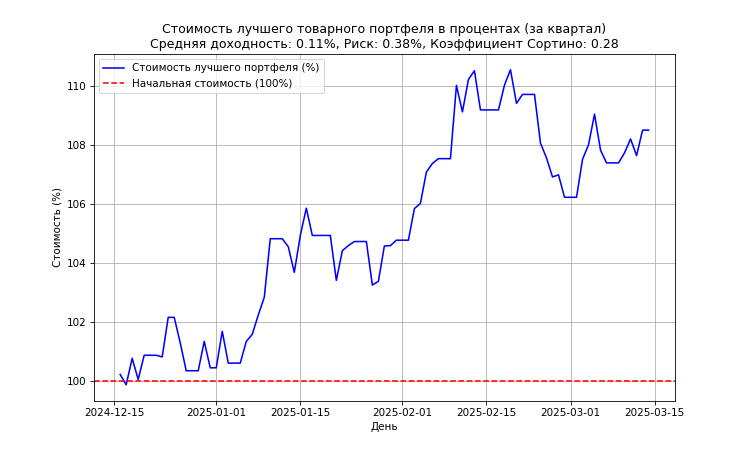 Стоимость лучшего товарного портфеля в процентах (за квартал)
Средняя доходность: 0.11%, Риск: 0.38%, Коэффициент Сортино: 0.28
Стоимость лучшего портфеля (%)
Начальная стоимость (100%)
Стоимость (%)
110
108
106
104
102
100
2024-12-15
2025-01-01
2025-01-15
2025-02-01
2025-02-15
2025-03-01
2025-03-15
День